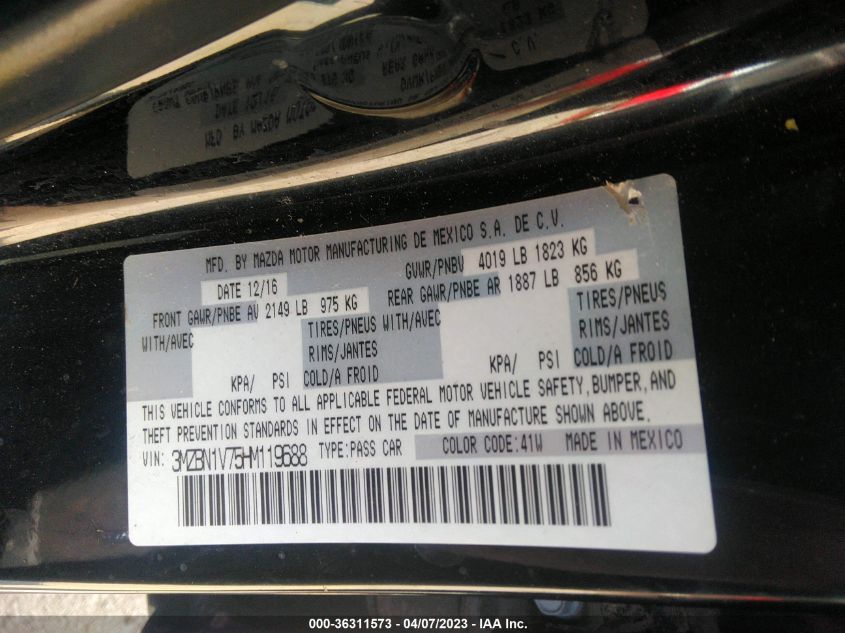 MFD. BY MAZDA MOTOR MANUFACTURING DE MEXICO S.A. DE C.V.
DATE 12/16 GVWR/PNBV 4019 LB 1823 KG
FRONT GAWR/PNBE AV 2149 LB 975 KG REAR GAWR/PNBE AR 1887 LB 856 KG
WITH/AVEC TIRES/PNEUS WITH/AVEC TIRES/PNEUS
RIMS/JANTES RIMS/JANTES
KPA/ PSI COLD/A FROID KPA/ PSI COLD/A FROID
THIS VEHICLE CONFORMS TO ALL APPLICABLE FEDERAL MOTOR VEHICLE SAFETY, BUMPER, AND
THEFT PREVENTION STANDARDS IN EFFECT ON THE DATE OF MANUFACTURE SHOWN ABOVE.
VIN: 3MZBN1V75HM119688 TYPE:PASS CAR COLOR CODE:41W MADE IN MEXICO
000-36311573 - 04/07/2023 - IAA Inc.